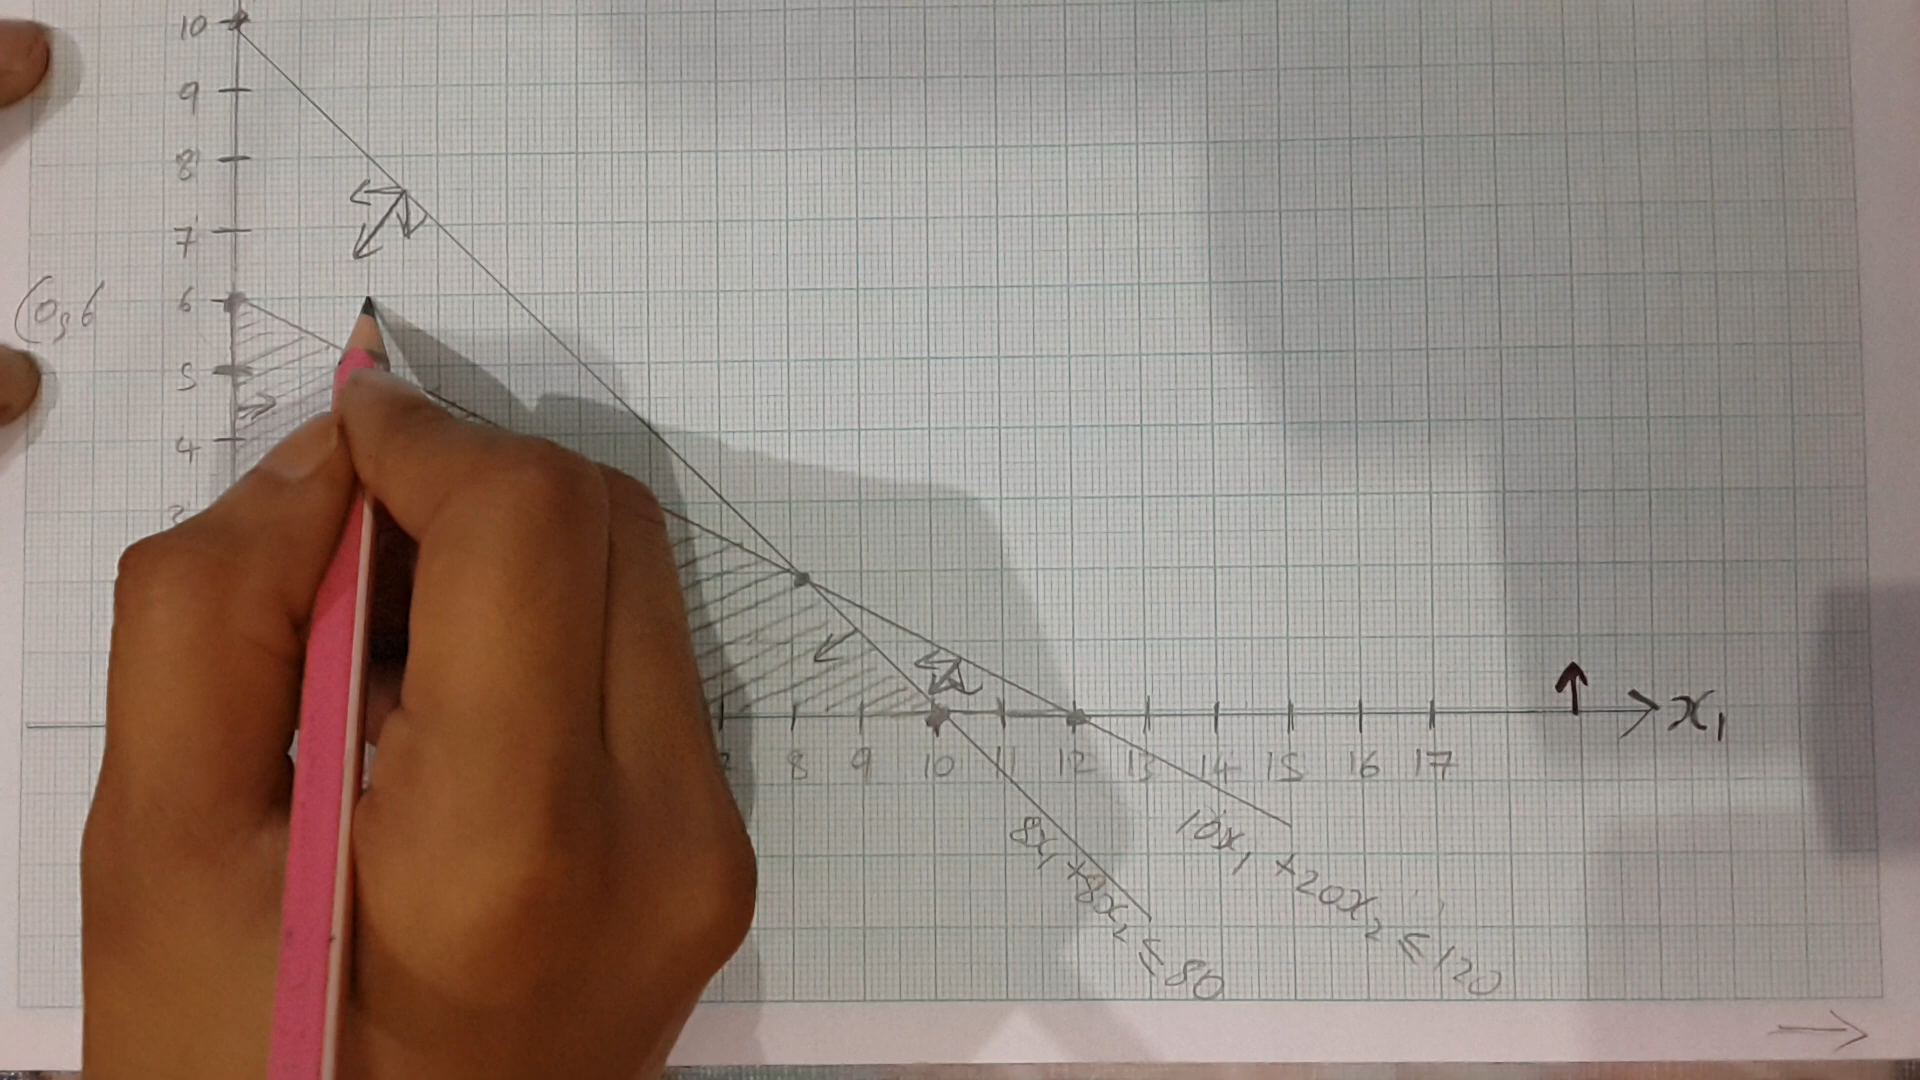 10
9
8
7
(0,6
6
5
4
x₁
8 9 10 11 12 13 14 15 16 17
8x₁ + 8x₂ ≤ 80
10x₁ + 20x₂ ≤ 120